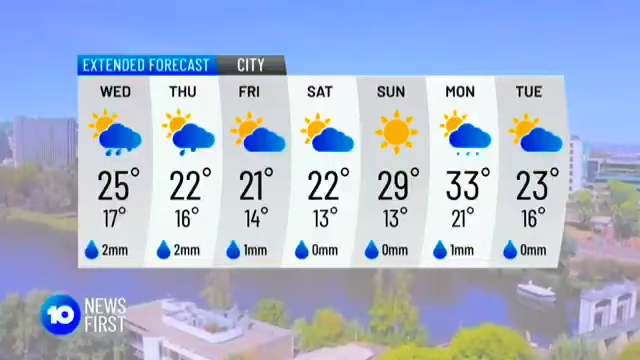 EXTENDED FORECAST CITY
WED THU FRI SAT SUN MON TUE
25° 22° 21° 22° 29° 33° 23°
17° 16° 14° 13° 13° 21° 16°
2mm 2mm 1mm 0mm 0mm 1mm 0mm
10 NEWS
FIRST